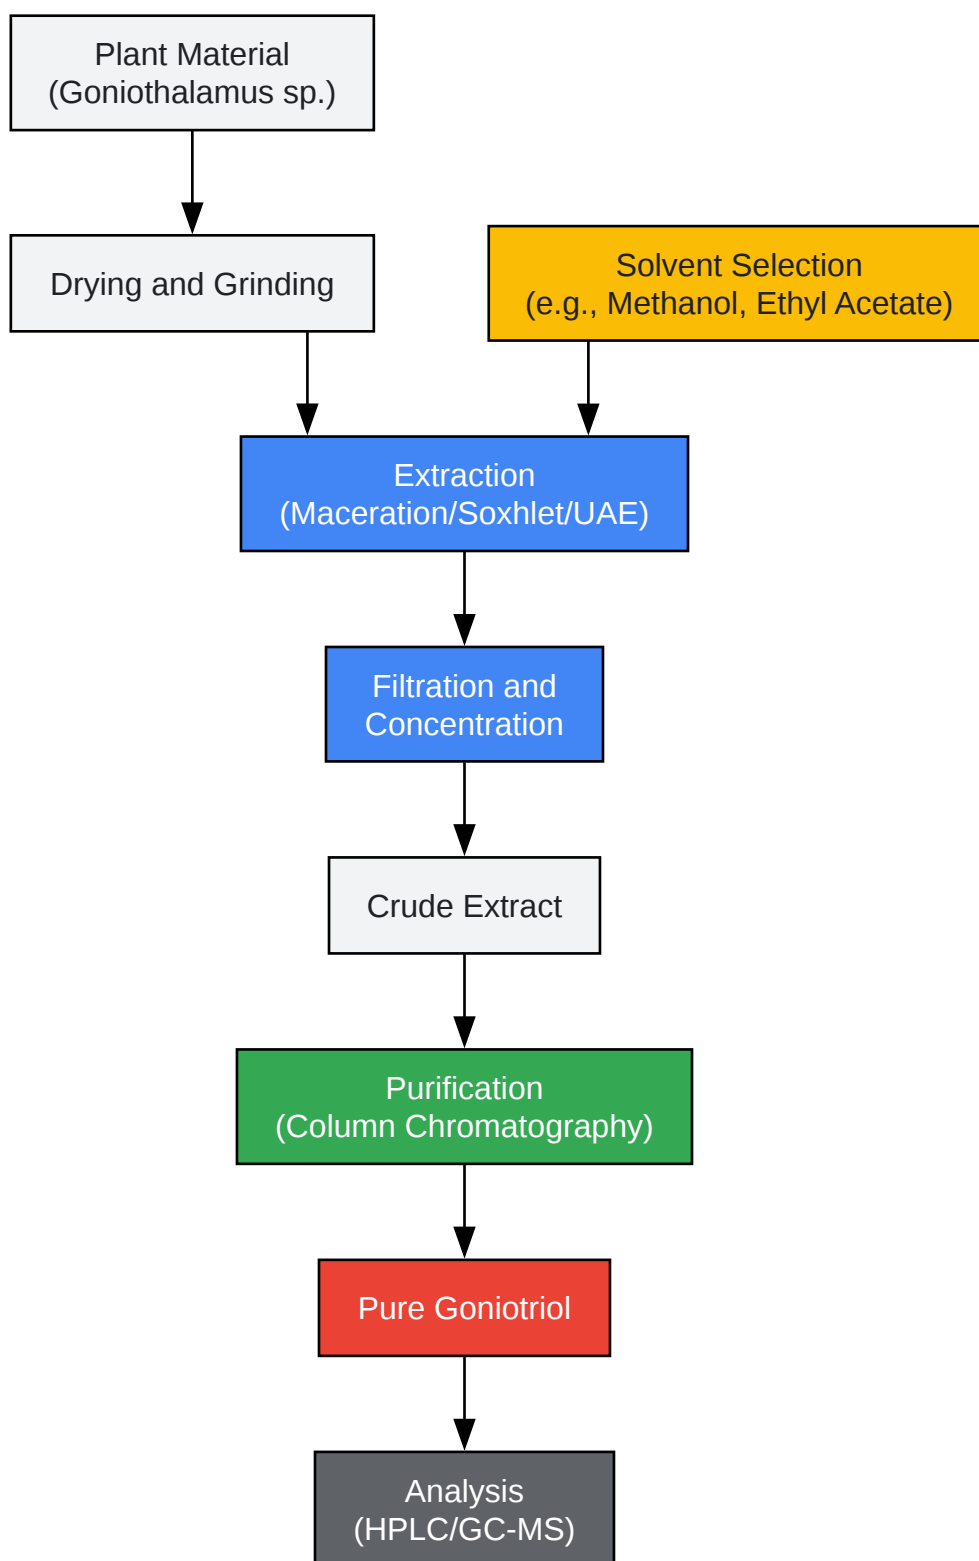 Plant Material
(Goniothalamus sp.)
Drying and Grinding
Solvent Selection
(e.g., Methanol, Ethyl Acetate)
Extraction
(Maceration/Soxhlet/UAE)
Filtration and
Concentration
Crude Extract
Purification
(Column Chromatography)
Pure Goniotriol
Analysis
(HPLC/GC-MS)